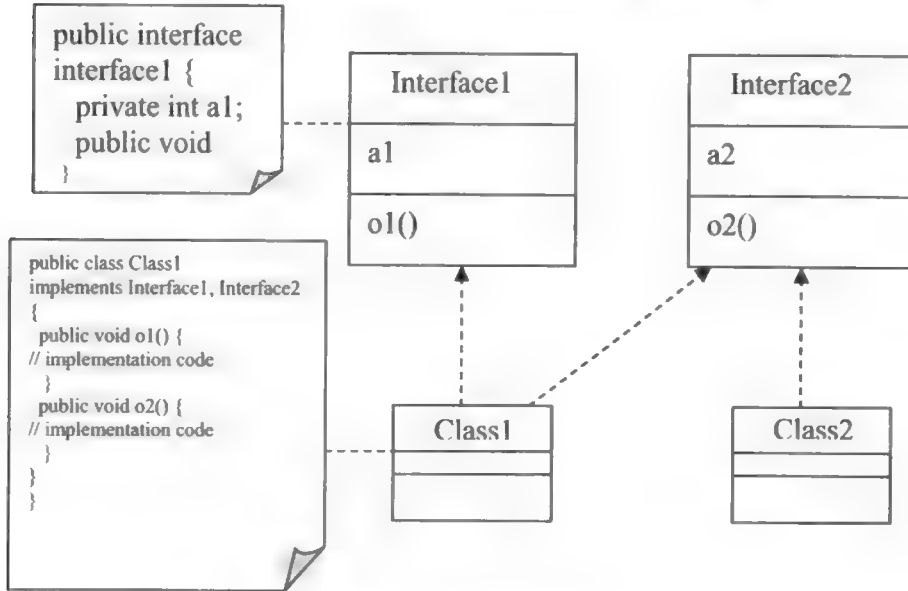 public interface
interface1 {
private int a1;
public void
}
Interface1
a1
o1()
Interface2
a2
o2()
public class Class1
implements Interface1, Interface2
{
public void o1() {
// implementation code
}
public void o2() {
// implementation code
}
}
}
Class1
Class2